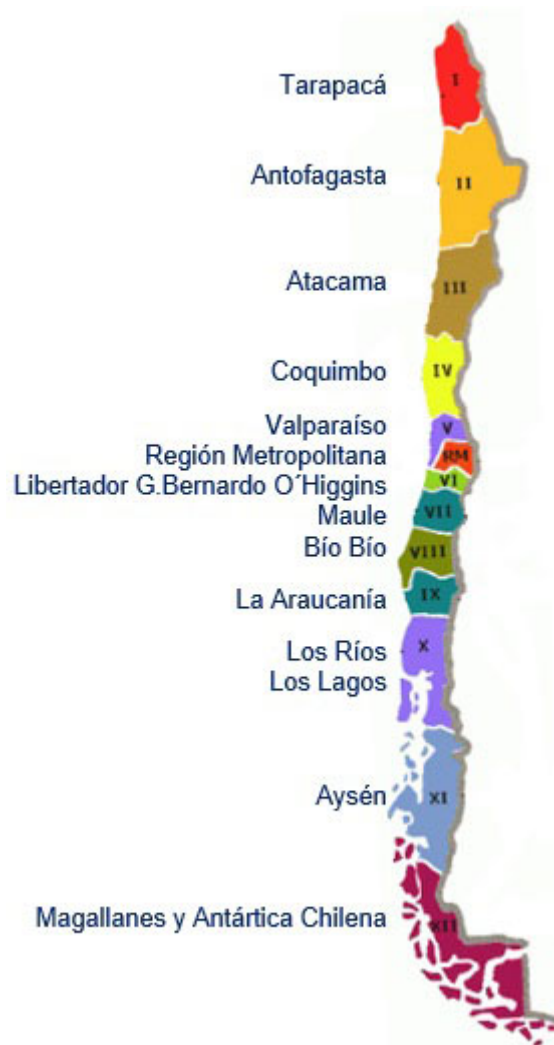 Tarapacá
I
Antofagasta
II
Atacama
III
Coquimbo
IV
Valparaíso
V
Región Metropolitana
RM
Libertador G.Bernardo O´Higgins
VI
Maule
VII
Bío Bío
VIII
La Araucanía
IX
Los Ríos
X
Los Lagos
Aysén
XI
Magallanes y Antártica Chilena
XII